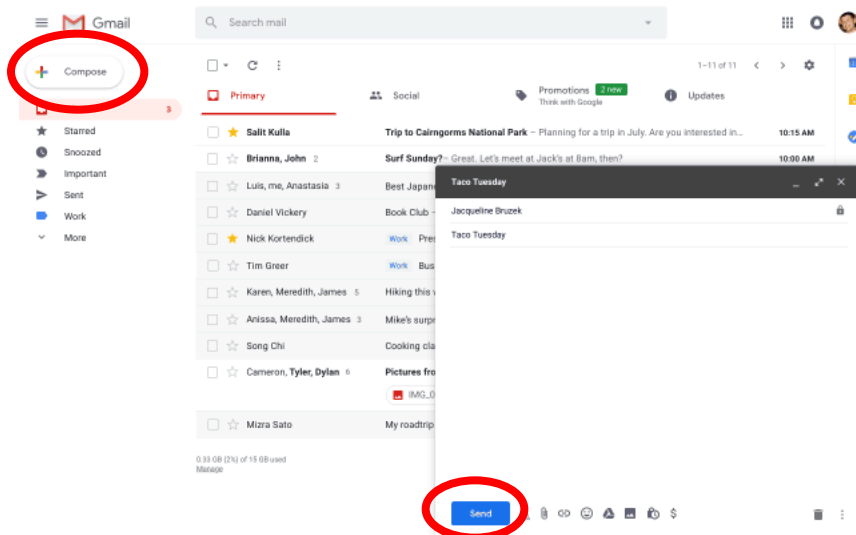 Gmail
Search mail
Compose
1–11 of 11
3
Primary
Social
Promotions 2 new
Think with Google
Updates
Starred
Snoozed
Important
Sent
Work
More
Salit Kulla Trip to Cairngorms National Park – Planning for a trip in July. Are you interested in... 10:15 AM
Brianna, John 2 Surf Sunday? – Great. Let's meet at Jack's at 8am, then? 10:00 AM
Luis, me, Anastasia 3 Best
Daniel Vickery Book Club –
Nick Kortendick Work
Tim Greer Work
Karen, Meredith, James 5 Hiking this
Anissa, Meredith, James 3 Mike's
Song Chi Cooking
Cameron, Tyler, Dylan 6 Pictures
Mizra Sato My roadtrip
0.33 GB (2%) of 15 GB used
Manage
Taco Tuesday
Jacqueline Bruzek
Taco Tuesday
Send